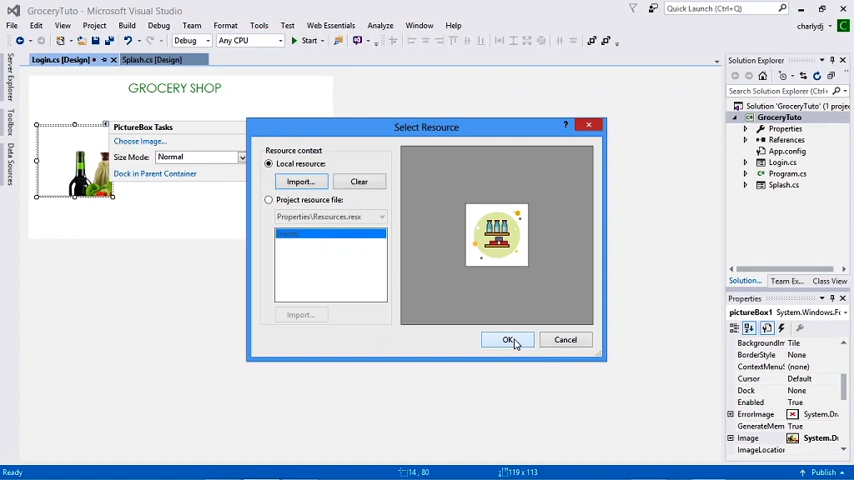 GroceryTuto - Microsoft Visual Studio
Quick Launch (Ctrl+Q)
File Edit View Project Build Debug Team Format Tools Test Web Essentials Analyze Window Help
charlydj C
Debug Any CPU Start
Login.cs [Design] Splash.cs [Design]
Server Explorer
Toolbox
Data Sources
GROCERY SHOP
PictureBox Tasks
Choose Image...
Size Mode: Normal
Dock in Parent Container
Select Resource
Resource context
Local resource:
Import... Clear
Project resource file:
Properties\Resources.resx
(none)
Import...
OK Cancel
Solution Explorer
Search Solution Explorer (Ctrl+
Solution 'GroceryTuto' (1 projec
GroceryTuto
Properties
References
App.config
Login.cs
Program.cs
Splash.cs
Solution... Team Ex... Class View
Properties
pictureBox1 System.Windows.Fo
BackgroundIm Tile
BorderStyle None
ContextMenuS (none)
Cursor Default
Dock None
Enabled True
ErrorImage System.Dr
GenerateMem True
Image System.Dr
ImageLocation
Ready
14, 80
119 x 113
Publish